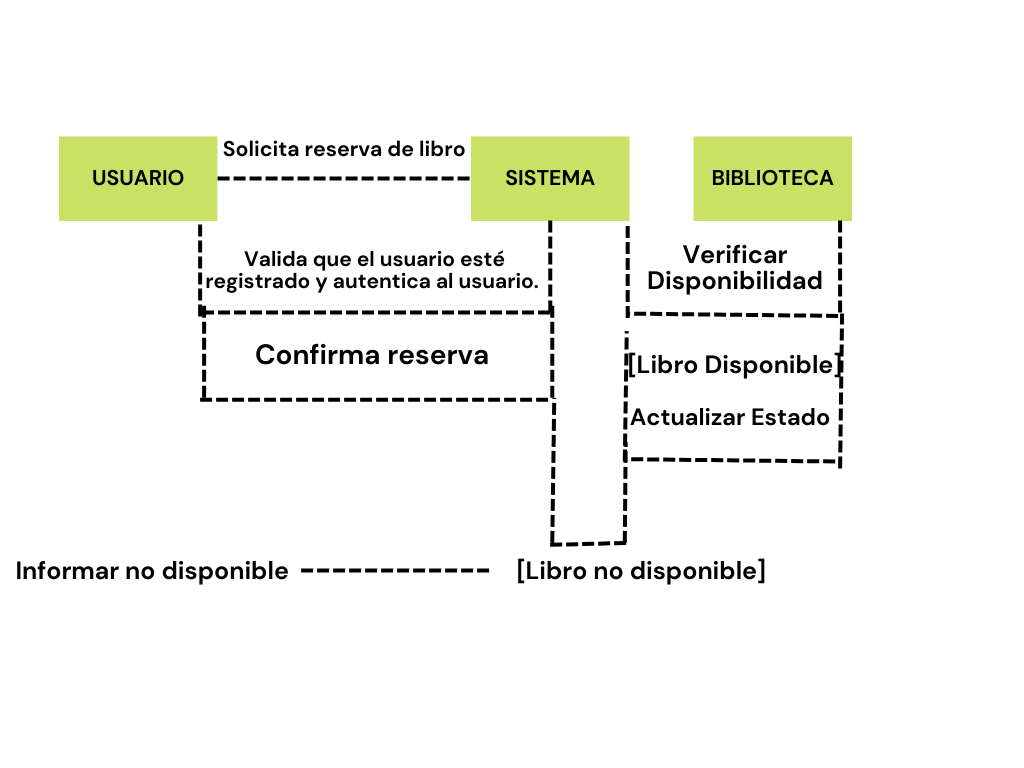 Solicita reserva de libro
USUARIO
SISTEMA
BIBLIOTECA
Valida que el usuario esté
registrado y autentica al usuario.
Verificar
Disponibilidad
Confirma reserva
[Libro Disponible]
Actualizar Estado
Informar no disponible
[Libro no disponible]